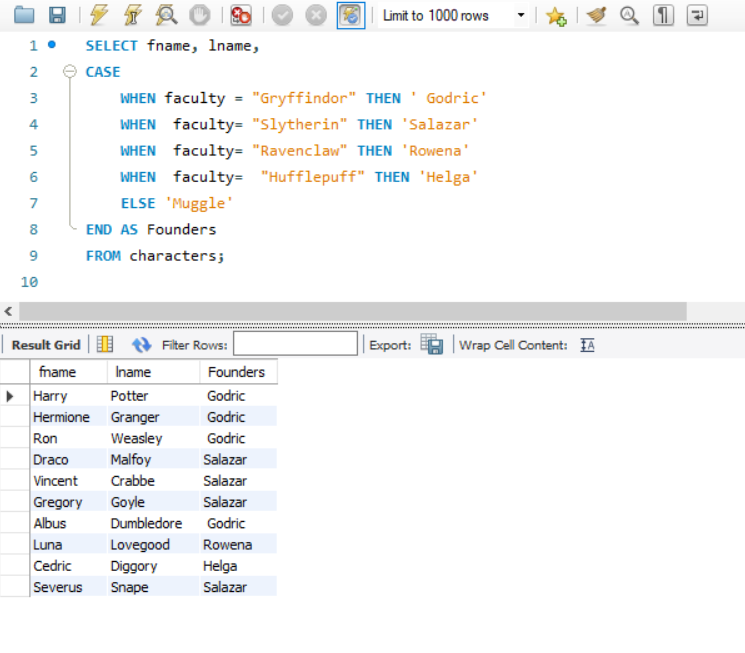 Limit to 1000 rows
1 SELECT fname, lname,
2 CASE
3 WHEN faculty = "Gryffindor" THEN ' Godric'
4 WHEN  faculty= "Slytherin" THEN 'Salazar'
5 WHEN  faculty= "Ravenclaw" THEN 'Rowena'
6 WHEN  faculty=  "Hufflepuff" THEN 'Helga'
7 ELSE 'Muggle'
8 END AS Founders
9 FROM characters;
10
Result Grid Filter Rows: Export: Wrap Cell Content: IA
fname lname Founders
Harry Potter Godric
Hermione Granger Godric
Ron Weasley Godric
Draco Malfoy Salazar
Vincent Crabbe Salazar
Gregory Goyle Salazar
Albus Dumbledore Godric
Luna Lovegood Rowena
Cedric Diggory Helga
Severus Snape Salazar